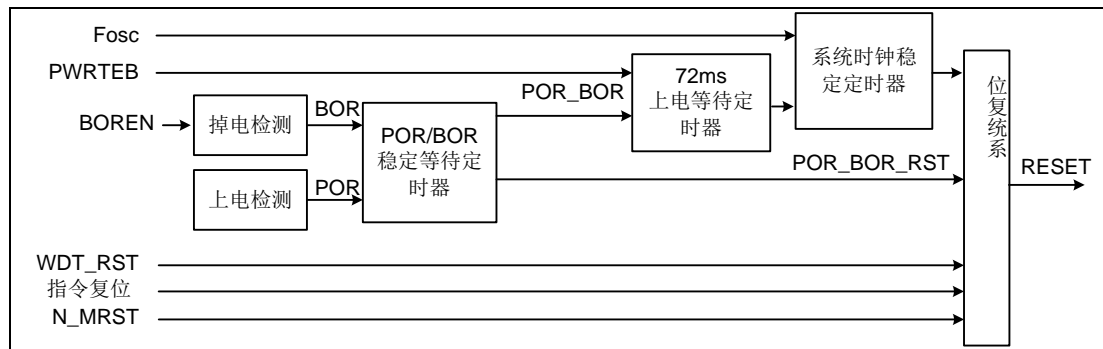 Fosc
PWRTEB
BOREN
掉电检测
BOR
上电检测
POR
POR/BOR
稳定等待定
时器
POR_BOR
72ms
上电等待定
时器
系统时钟稳
定定时器
POR_BOR_RST
位复统系
RESET
WDT_RST
指令复位
N_MRST